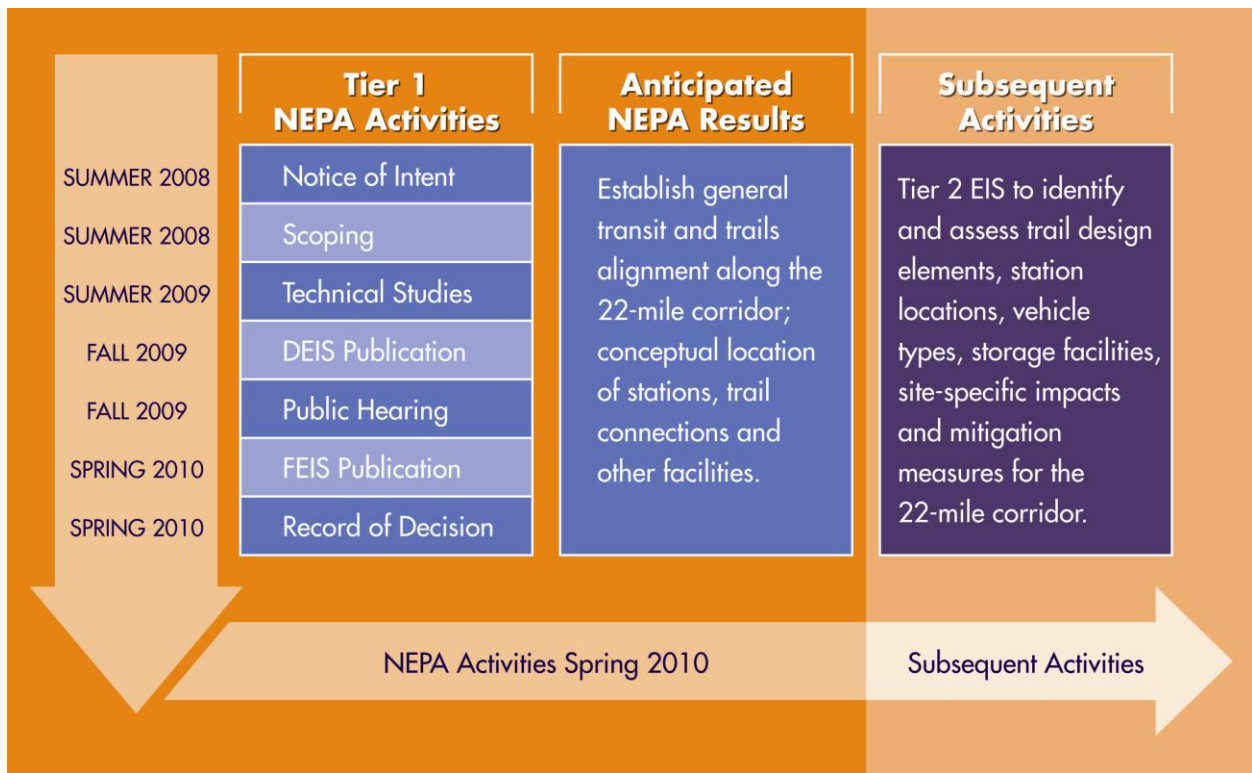 Tier 1
NEPA Activities
Anticipated
NEPA Results
Subsequent
Activities
SUMMER 2008
SUMMER 2008
SUMMER 2009
FALL 2009
FALL 2009
SPRING 2010
SPRING 2010
Notice of Intent
Scoping
Technical Studies
DEIS Publication
Public Hearing
FEIS Publication
Record of Decision
Establish general
transit and trails
alignment along the
22-mile corridor;
conceptual location
of stations, trail
connections and
other facilities.
Tier 2 EIS to identify
and assess trail design
elements, station
locations, vehicle
types, storage facilities,
site-specific impacts
and mitigation
measures for the
22-mile corridor.
NEPA Activities Spring 2010
Subsequent Activities